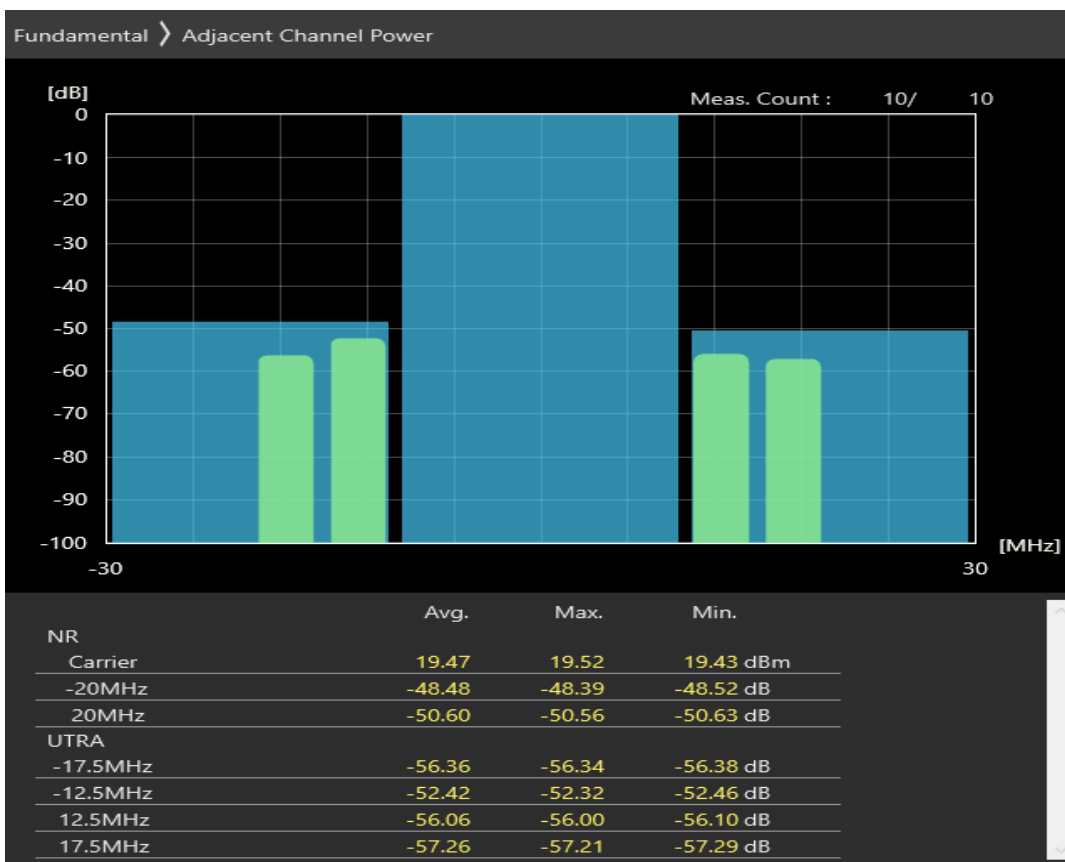 Fundamental 〉 Adjacent Channel Power
[dB]
Meas. Count : 10/ 10
0
-10
-20
-30
-40
-50
-60
-70
-80
-90
-100
[MHz]
-30 30
Avg. Max. Min.
NR
Carrier 19.47 19.52 19.43 dBm
-20MHz -48.48 -48.39 -48.52 dB
20MHz -50.60 -50.56 -50.63 dB
UTRA
-17.5MHz -56.36 -56.34 -56.38 dB
-12.5MHz -52.42 -52.32 -52.46 dB
12.5MHz -56.06 -56.00 -56.10 dB
17.5MHz -57.26 -57.21 -57.29 dB